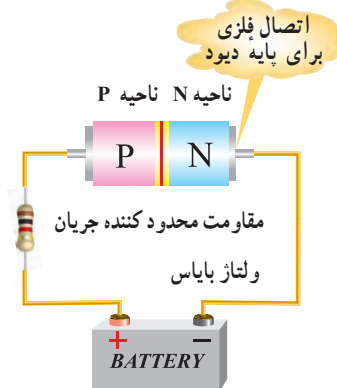 اتصال فلزی
برای پایهٔ دیود
ناحیه N ناحیه P
P N
مقاومت محدود کننده جریان
ولتاژ بایاس
+ −
BATTERY